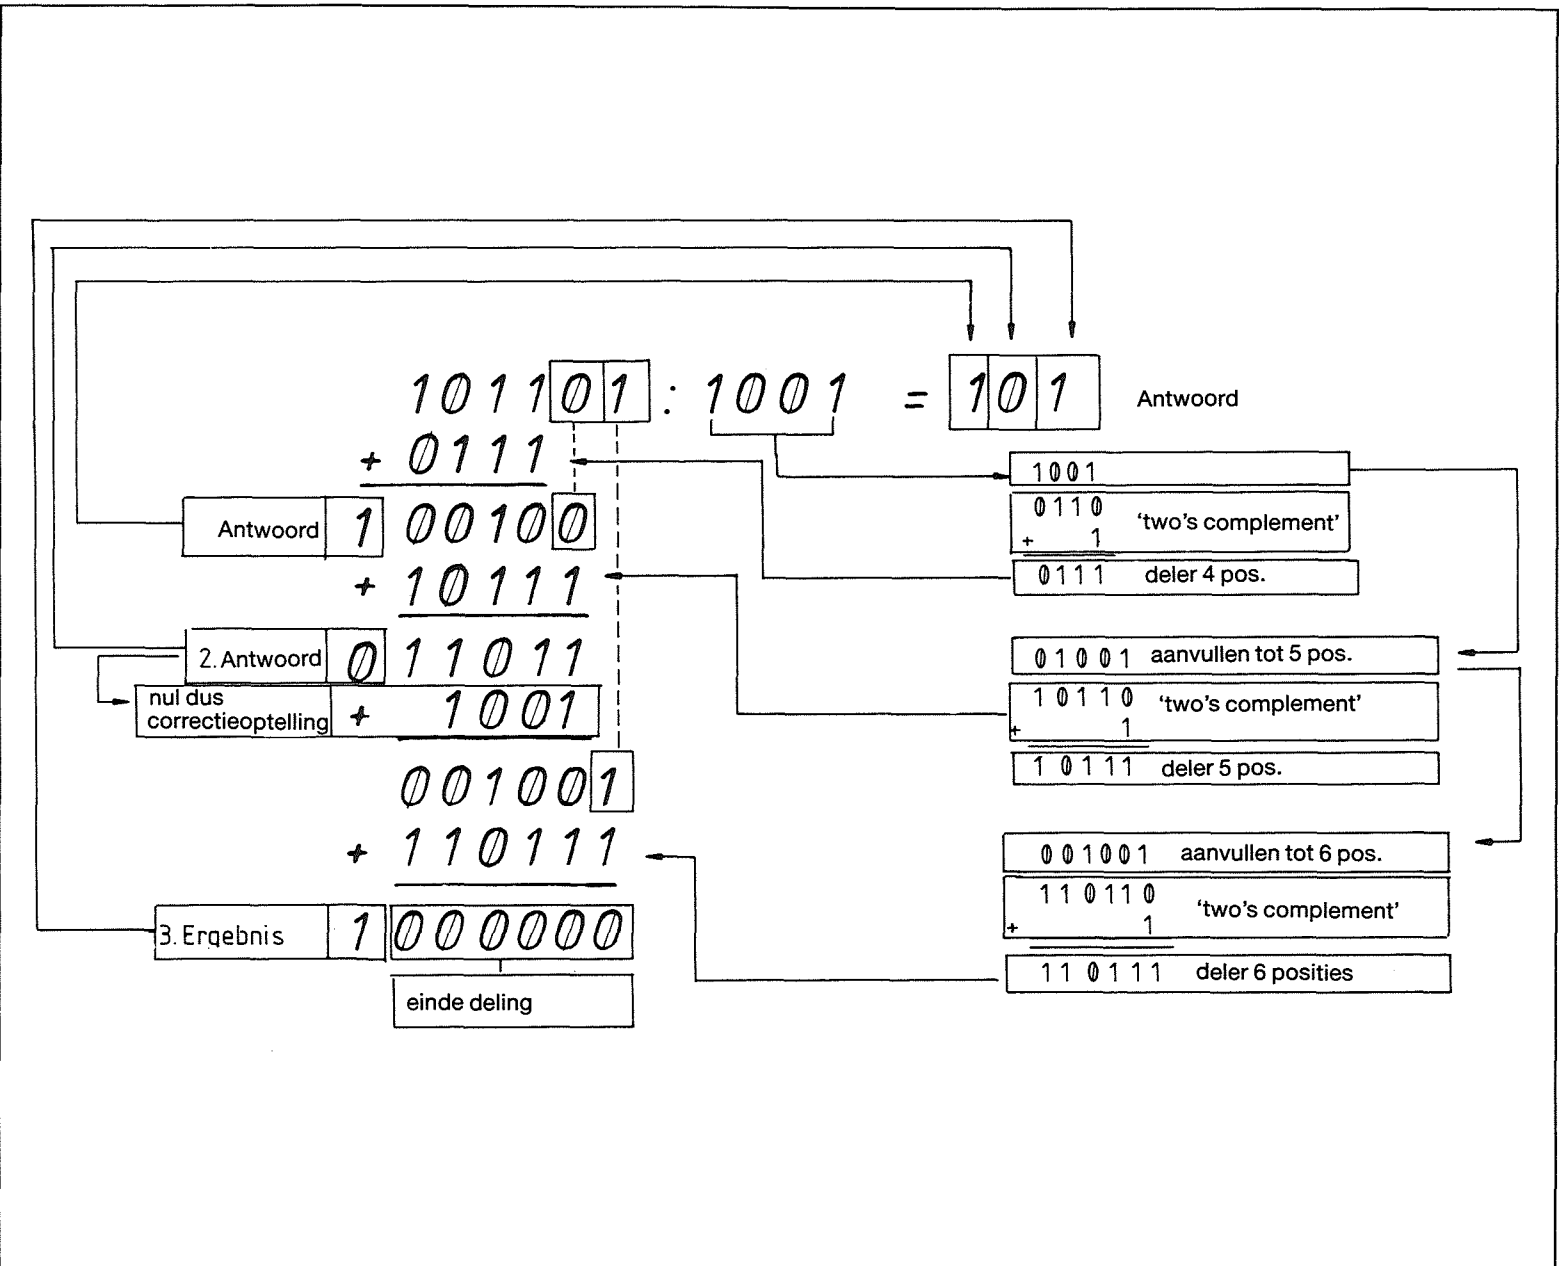 101101 : 1001 = 101 Antwoord
+ 0111
Antwoord 1 00100
+ 10111
2. Antwoord 0 11011
nul dus
correctieoptelling + 1001
001001
+ 110111
3. Ergebnis 1 000000
einde deling
1001
0110 'two's complement'
+ 1
0111 deler 4 pos.
01001 aanvullen tot 5 pos.
10110 'two's complement'
+ 1
10111 deler 5 pos.
001001 aanvullen tot 6 pos.
110110 'two's complement'
+ 1
110111 deler 6 posities